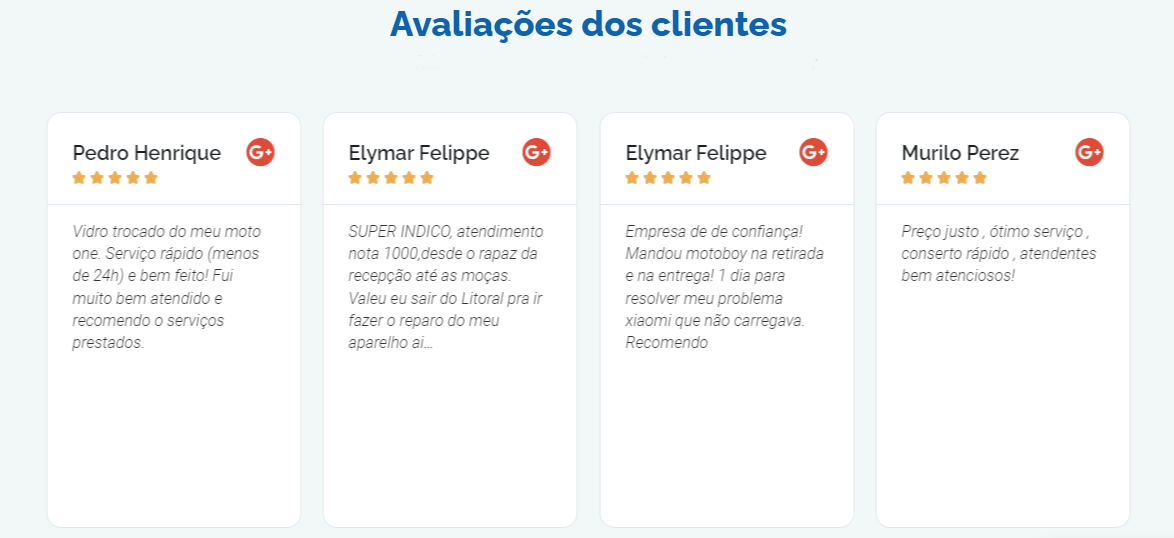 Avaliações dos clientes
Pedro Henrique
G+
Vidro trocado do meu moto
one. Serviço rápido (menos
de 24h) e bem feito! Fui
muito bem atendido e
recomendo o serviços
prestados.
Elymar Felippe
G+
SUPER INDICO, atendimento
nota 1000,desde o rapaz da
recepção até as moças.
Valeu eu sair do Litoral pra ir
fazer o reparo do meu
aparelho ai...
Elymar Felippe
G+
Empresa de de confiança!
Mandou motoboy na retirada
e na entrega! 1 dia para
resolver meu problema
xiaomi que não carregava.
Recomendo
Murilo Perez
G+
Preço justo , ótimo serviço ,
conserto rápido , atendentes
bem atenciosos!